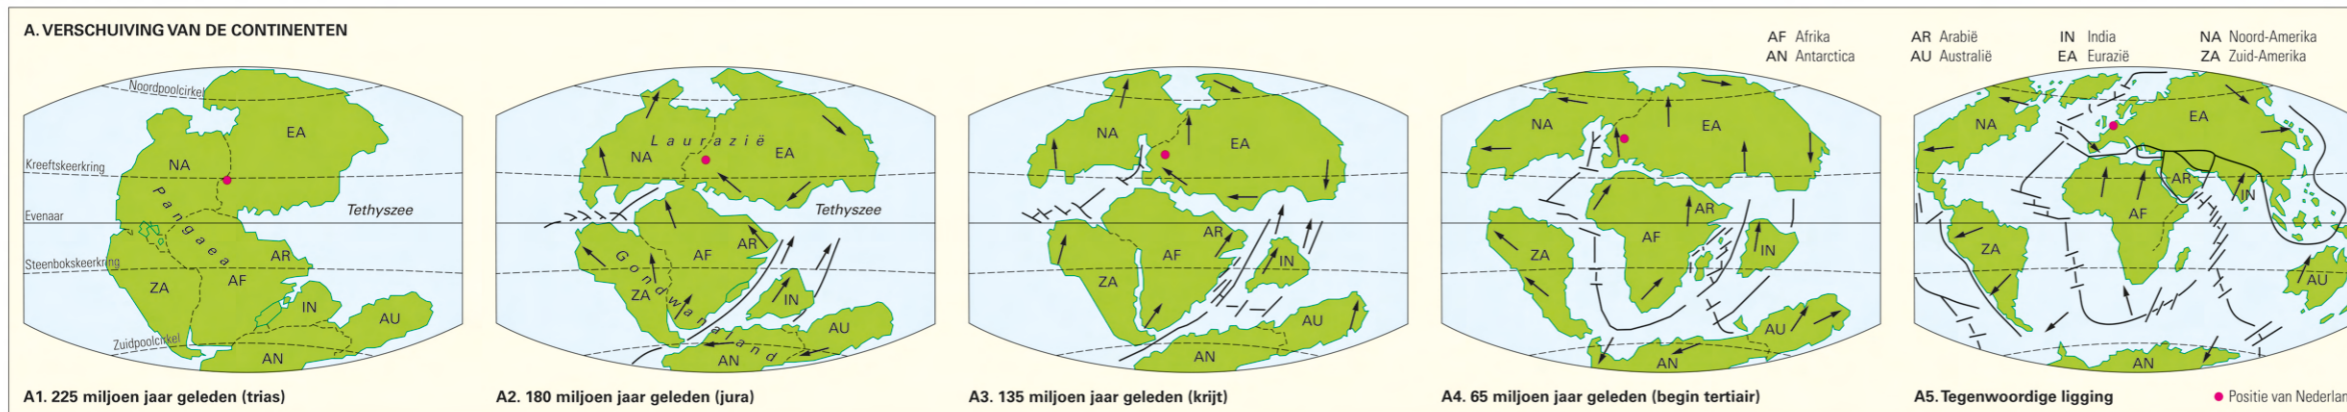 A. VERSCHUIVING VAN DE CONTINENTEN
AF Afrika
AN Antarctica
AR Arabië
AU Australië
IN India
EA Eurazië
NA Noord-Amerika
ZA Zuid-Amerika
Noordpoolcirkel
EA
NA
Kreeftskeerkring
Pangaea
Evenaar
Tethyszee
Steenbokskeerkring
AR
AF
ZA
IN
AU
Zuidpoolcirkel
AN
A1. 225 miljoen jaar geleden (trias)
Laurazië
NA
EA
Tethyszee
AR
AF
Gondwanaland
ZA
IN
AU
AN
A2. 180 miljoen jaar geleden (jura)
NA
EA
AR
AF
IN
ZA
AU
AN
A3. 135 miljoen jaar geleden (krijt)
NA
EA
AR
AF
IN
ZA
AU
AN
A4. 65 miljoen jaar geleden (begin tertiair)
NA
EA
AR
IN
AF
ZA
AU
AN
A5. Tegenwoordige ligging
Positie van Nederlan